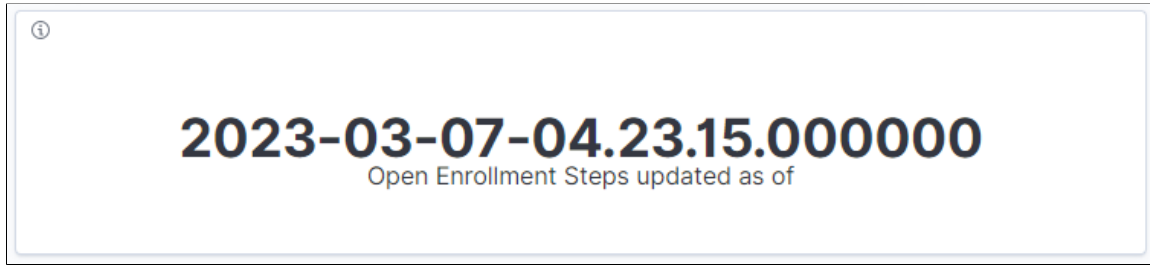 2023-03-07-04.23.15.000000
Open Enrollment Steps updated as of